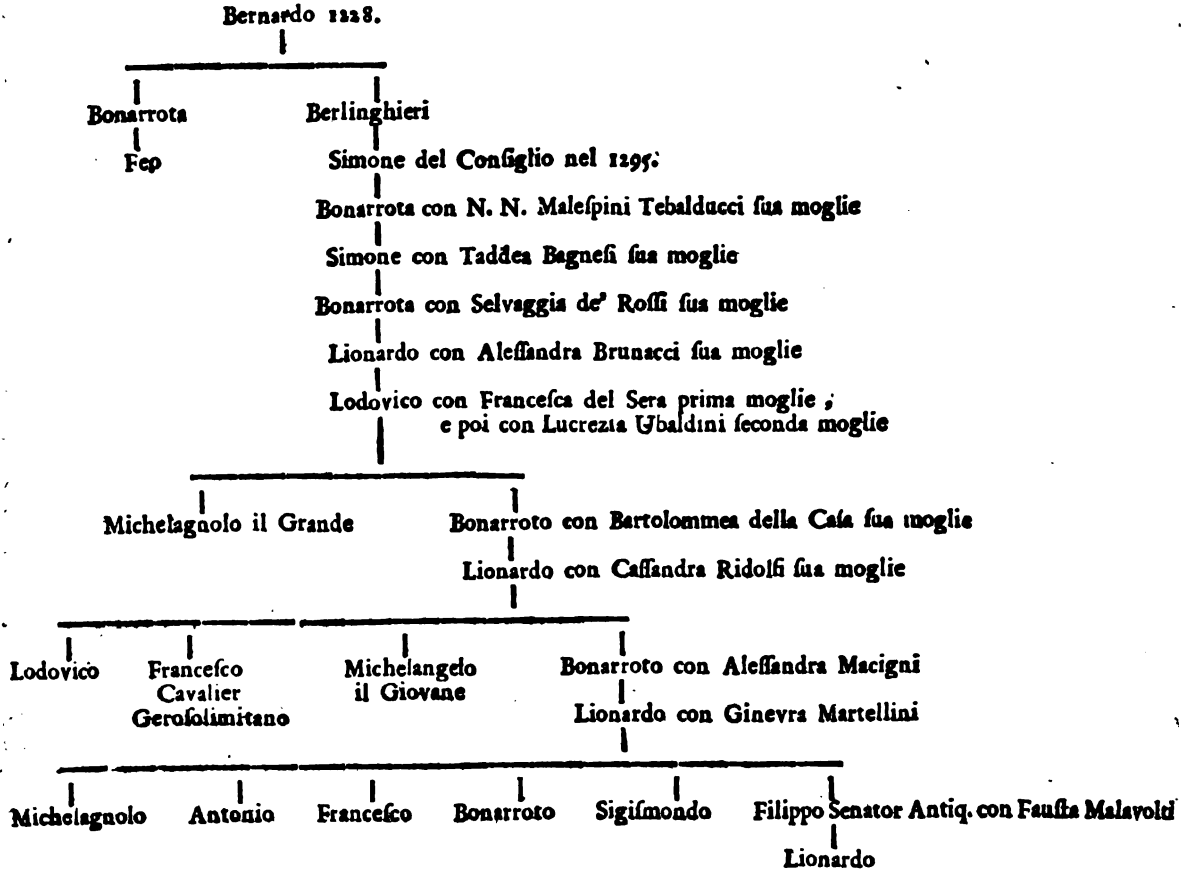 Bernardo 1228.
Bonarrota Berlinghieri
Feo Simone del Conſiglio nel 1295.
Bonarrota con N. N. Maleſpini Tebalducci ſua moglie
Simone con Taddea Bagneſi ſua moglie
Bonarrota con Selvaggia de' Roſſi ſua moglie
Lionardo con Aleſſandra Brunacci ſua moglie
Lodovico con Franceſca del Sera prima moglie ,
e poi con Lucrezia Ubaldini ſeconda moglie
Michelagnolo il Grande Bonarroto con Bartolommea della Caſa ſua moglie
Lionardo con Caſſandra Ridolfi ſua moglie
Lodovico Franceſco Michelangelo Bonarroto con Aleſſandra Macigni
Cavalier il Giovane
Geroſolimitano Lionardo con Ginevra Martellini
Michelagnolo Antonio Franceſco Bonarroto Sigiſmondo Filippo Senator Antiq. con Fauſta Malavolti
Lionardo